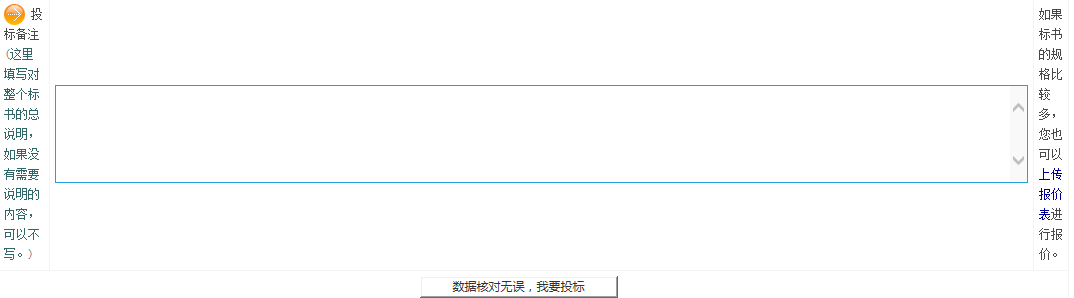 投
标备注
(这里
填写对
整个标
书的总
说明，
如果没
有需要
说明的
内容，
可以不
写。)
如果
标书
的规
格比
较
多，
您也
可以
上传
报价
表进
行报
价。
数据核对无误，我要投标